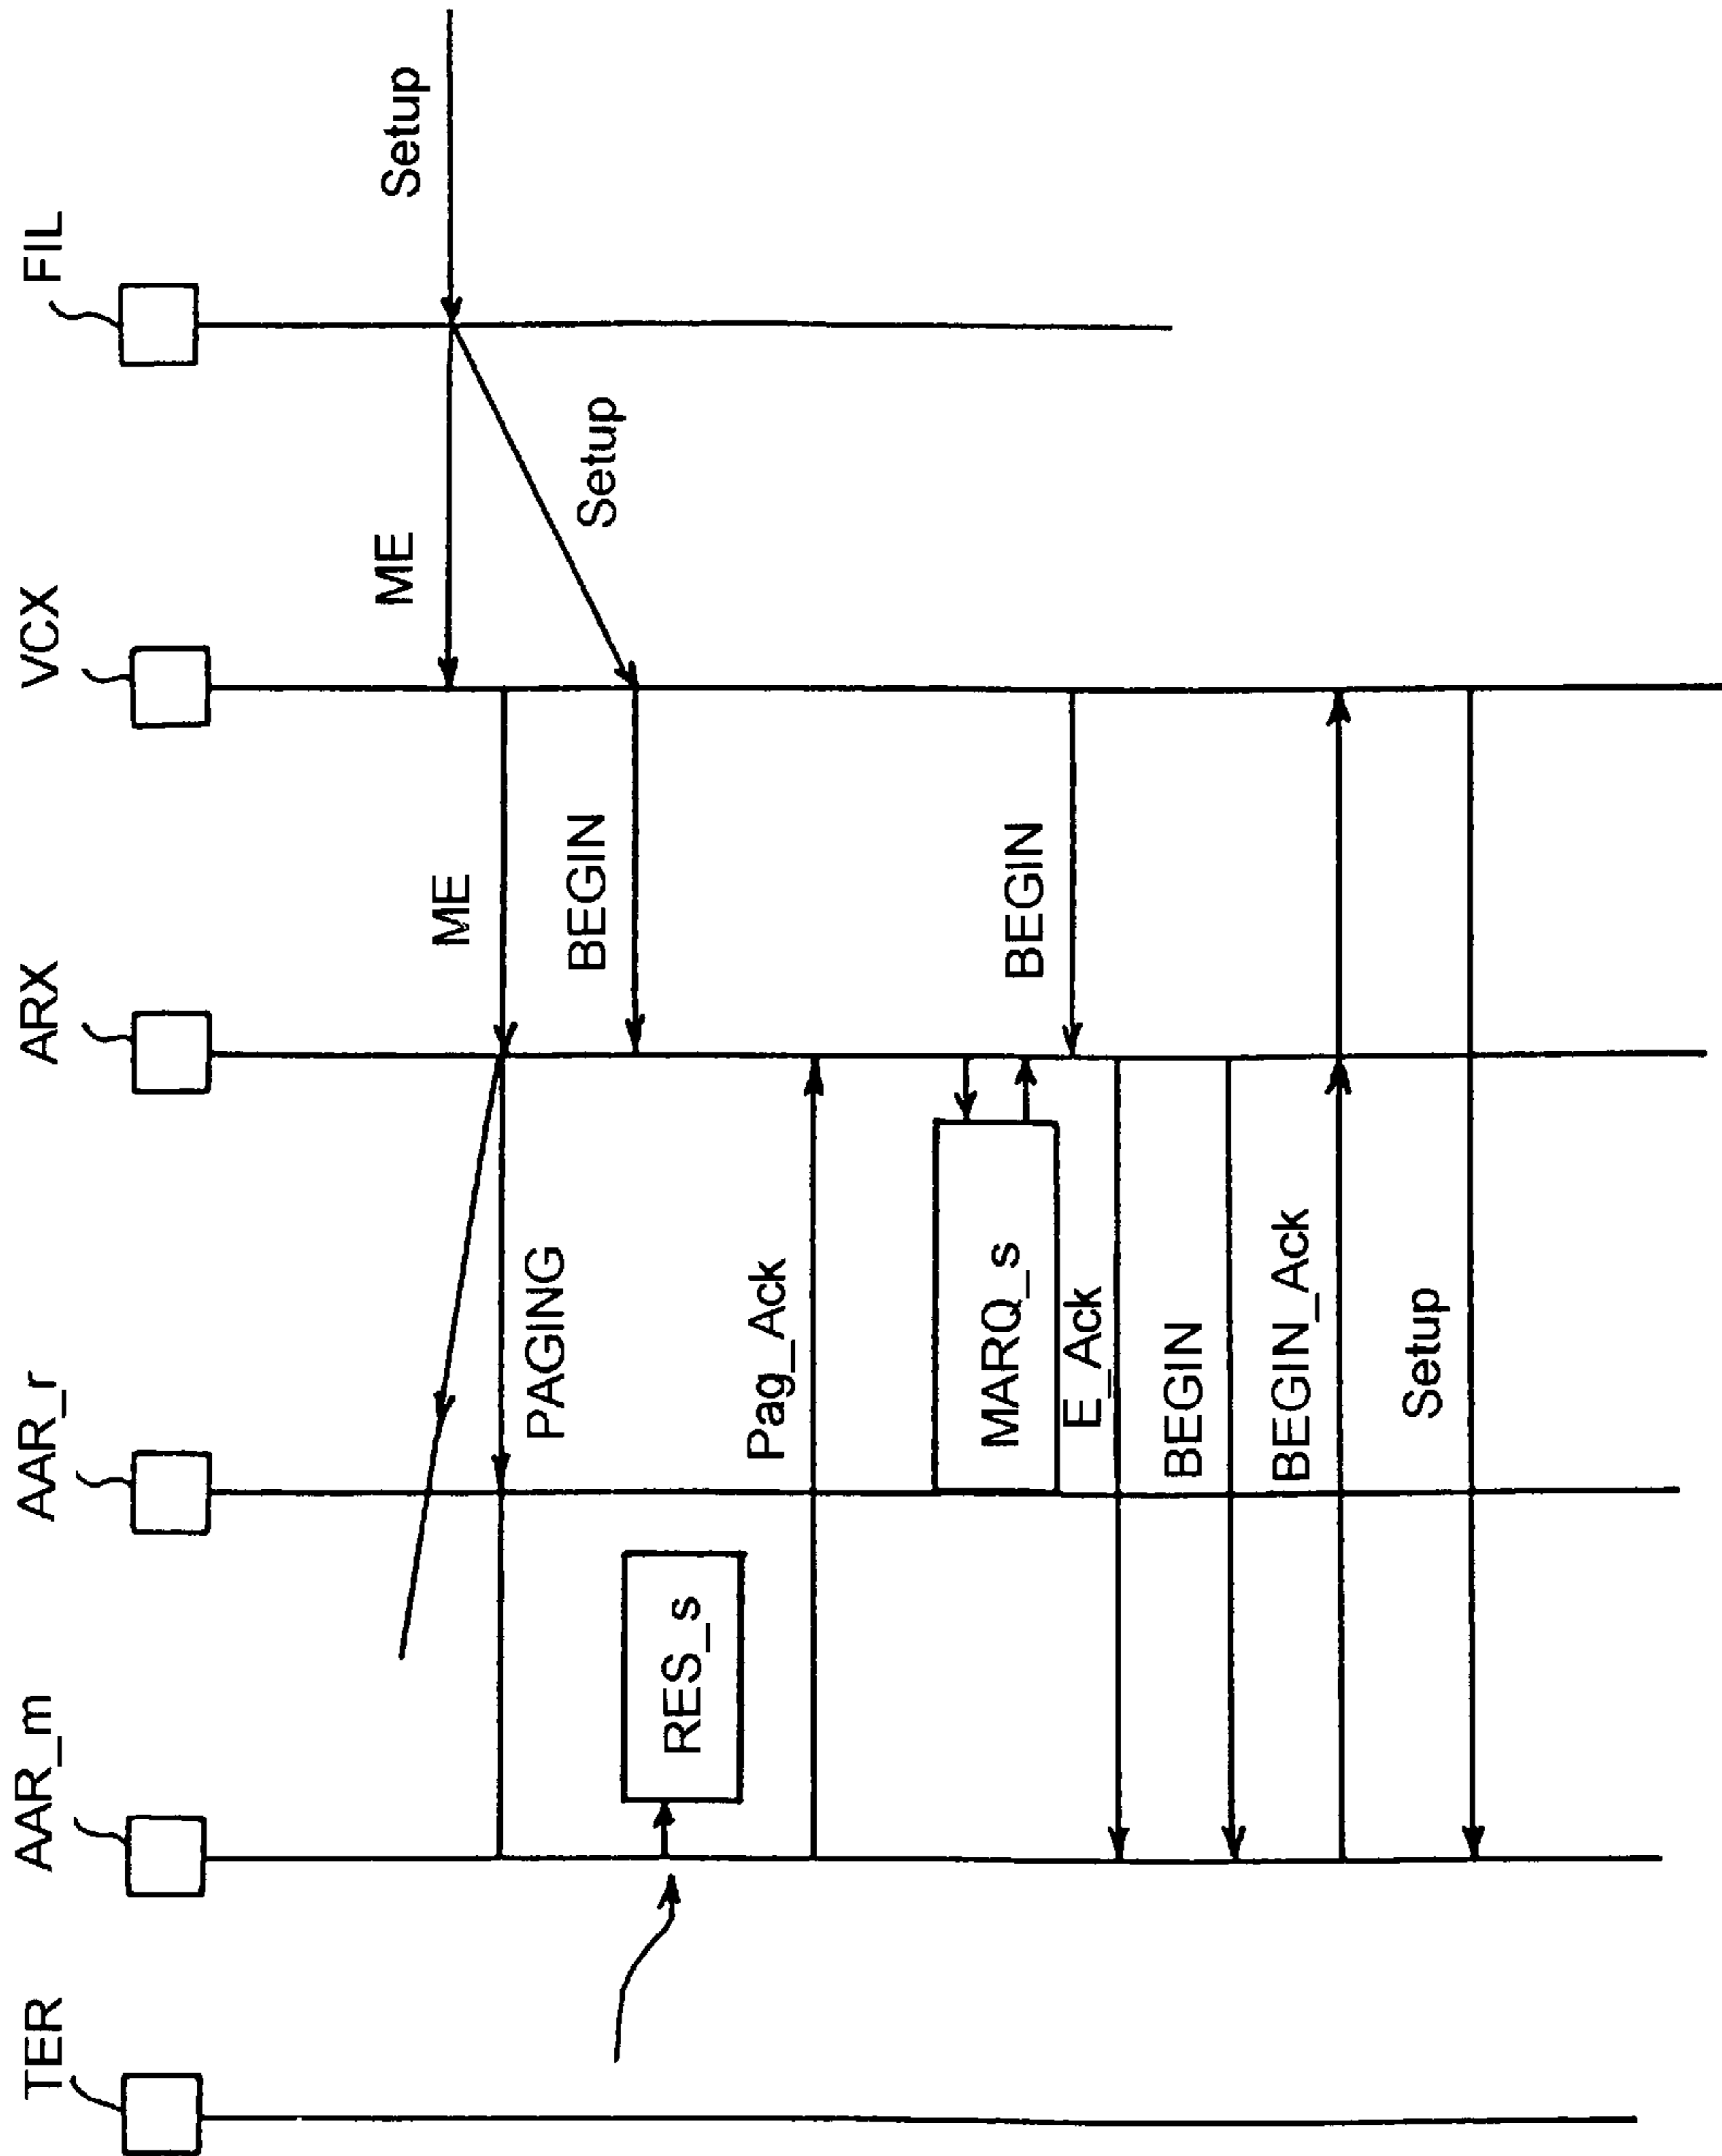 TER
AAR_m
AAR_r
ARX
VCX
FIL
Setup
ME
ME
Setup
PAGING
BEGIN
RES_s
Pag_Ack
MARQ_s
BEGIN
E_Ack
BEGIN
BEGIN_Ack
Setup